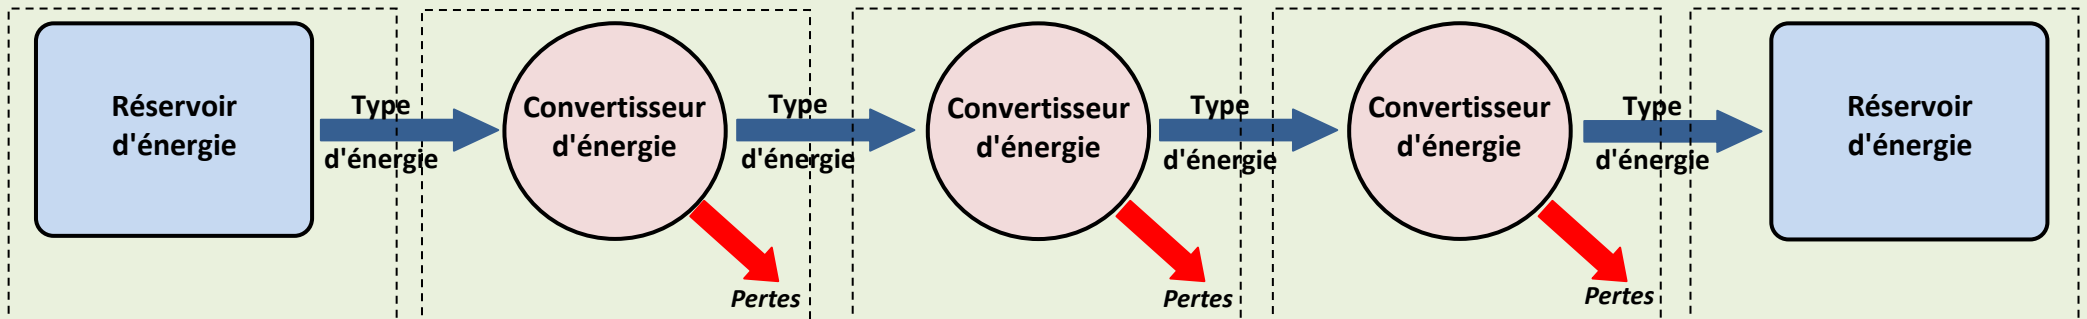 Réservoir
d'énergie
Type
d'énergie
Convertisseur
d'énergie
Pertes
Type
d'énergie
Convertisseur
d'énergie
Pertes
Type
d'énergie
Convertisseur
d'énergie
Pertes
Type
d'énergie
Réservoir
d'énergie